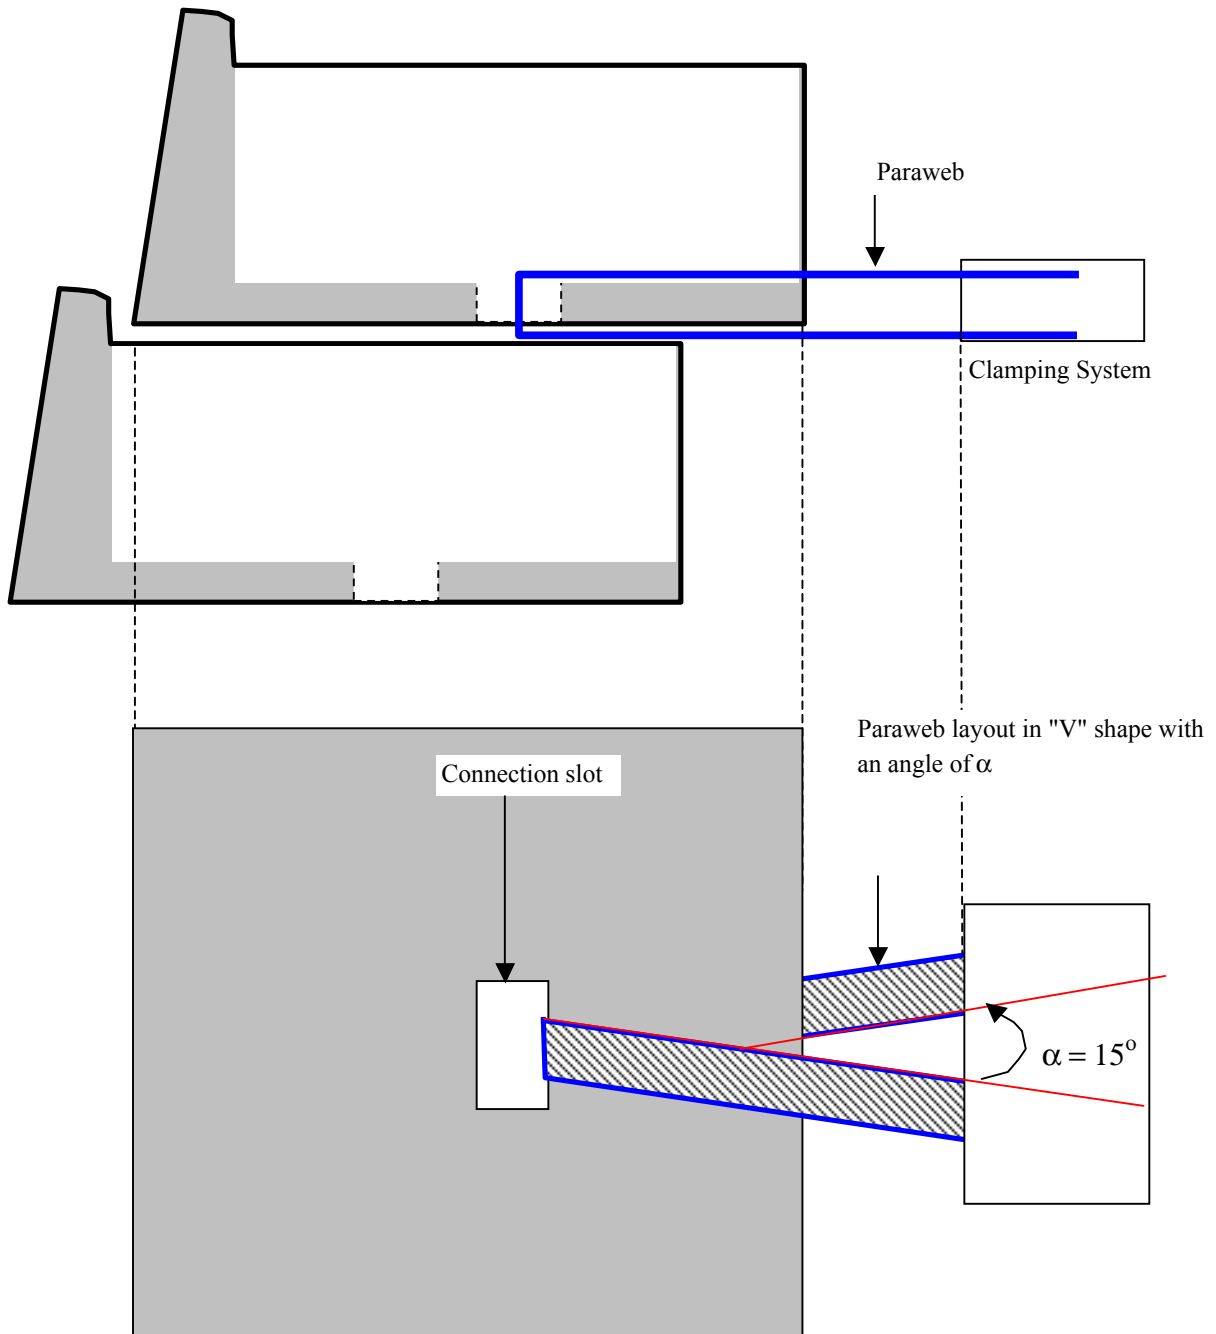 Paraweb
Clamping System
Paraweb layout in "V" shape with
an angle of α
Connection slot
α = 15°